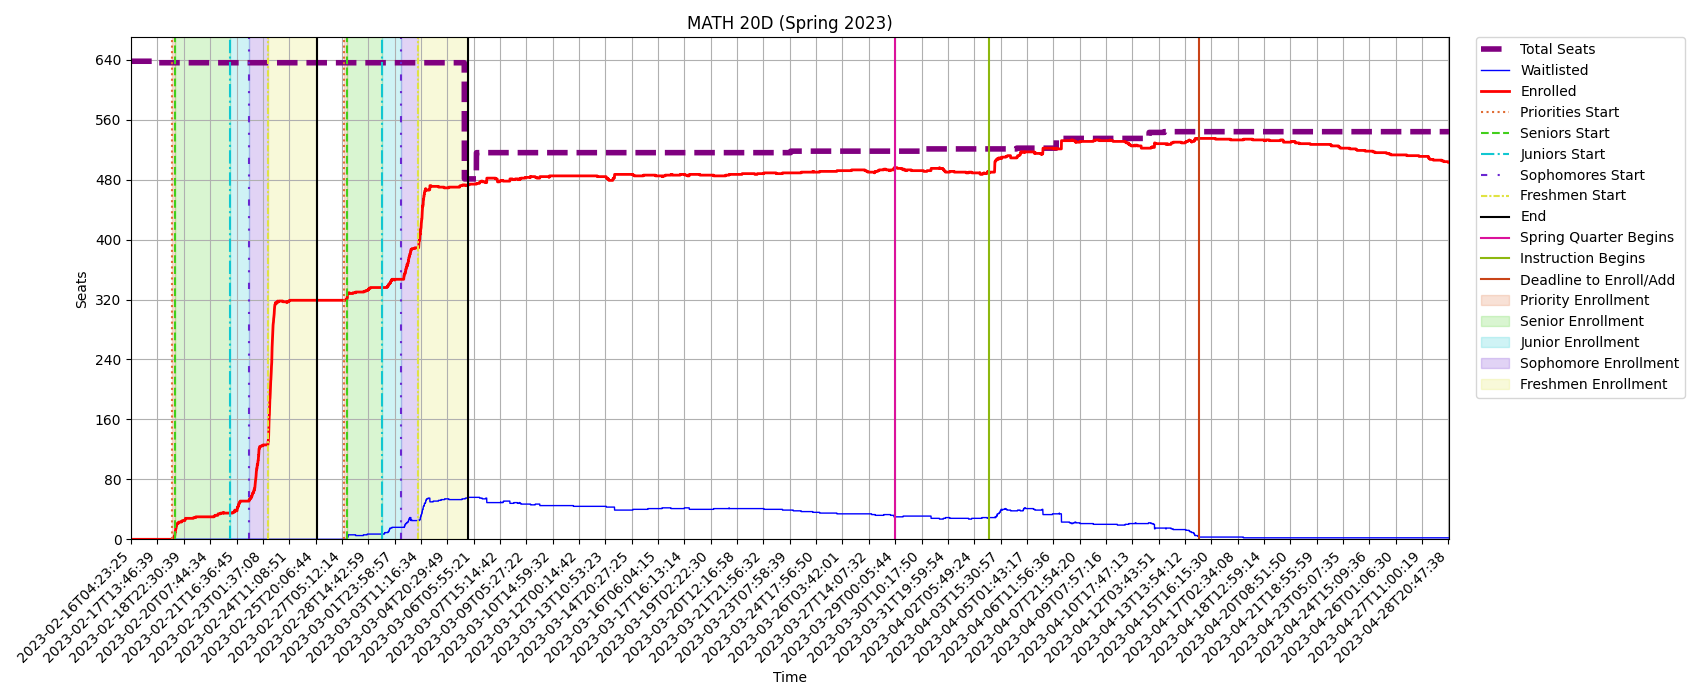 MATH 20D (Spring 2023)
Seats
640
560
480
400
320
240
160
80
0
2023-02-16T04:23:25
2023-02-17T13:46:39
2023-02-18T22:30:39
2023-02-20T07:44:34
2023-02-21T16:36:45
2023-02-23T01:37:08
2023-02-24T11:08:51
2023-02-25T20:06:44
2023-02-27T05:12:14
2023-02-28T14:42:59
2023-03-01T23:58:57
2023-03-03T11:16:34
2023-03-04T20:29:49
2023-03-06T05:55:21
2023-03-07T15:14:42
2023-03-09T05:27:22
2023-03-10T14:59:32
2023-03-12T00:14:42
2023-03-13T10:53:23
2023-03-14T20:27:25
2023-03-16T06:04:15
2023-03-17T16:13:14
2023-03-19T02:22:30
2023-03-20T12:16:58
2023-03-21T21:56:32
2023-03-23T07:58:39
2023-03-24T17:56:50
2023-03-26T03:42:01
2023-03-27T14:07:32
2023-03-29T00:05:44
2023-03-30T10:17:50
2023-03-31T19:59:54
2023-04-02T05:49:24
2023-04-03T15:30:57
2023-04-05T01:43:17
2023-04-06T11:56:36
2023-04-07T21:54:20
2023-04-09T07:57:16
2023-04-10T17:47:13
2023-04-12T03:43:51
2023-04-13T13:54:12
2023-04-15T16:15:30
2023-04-17T02:34:08
2023-04-18T12:59:14
2023-04-20T08:51:50
2023-04-21T18:55:59
2023-04-23T05:07:35
2023-04-24T15:09:36
2023-04-26T01:06:30
2023-04-27T11:00:19
2023-04-28T20:47:38
Time
Total Seats
Waitlisted
Enrolled
Priorities Start
Seniors Start
Juniors Start
Sophomores Start
Freshmen Start
End
Spring Quarter Begins
Instruction Begins
Deadline to Enroll/Add
Priority Enrollment
Senior Enrollment
Junior Enrollment
Sophomore Enrollment
Freshmen Enrollment